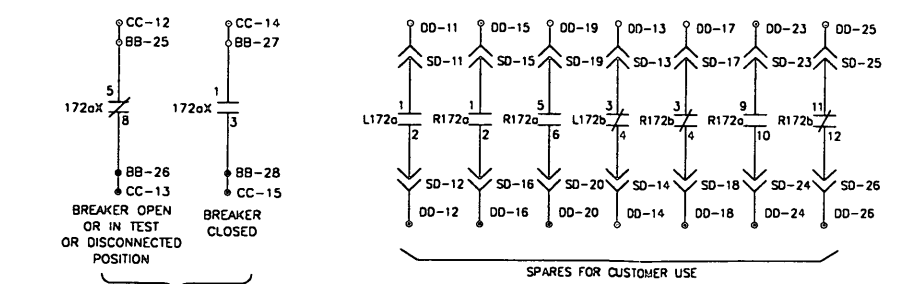 CC-12
CC-14
BB-25
BB-27
5
172aX
8
1
172aX
3
BB-26
BB-28
CC-13
CC-15
BREAKER OPEN
OR IN TEST
OR DISCONNECTED
POSITION
BREAKER
CLOSED
DD-11
DD-15
DD-19
DD-13
DD-17
DD-23
DD-25
SD-11
SD-15
SD-19
SD-13
SD-17
SD-23
SD-25
1
L172a
2
1
R172a
2
5
R172a
6
3
L172b
4
3
R172b
4
9
R172a
10
11
R172b
12
SD-12
SD-16
SD-20
SD-14
SD-18
SD-24
SD-26
DD-12
DD-16
DD-20
DD-14
DD-18
DD-24
DD-26
SPARES FOR CUSTOMER USE